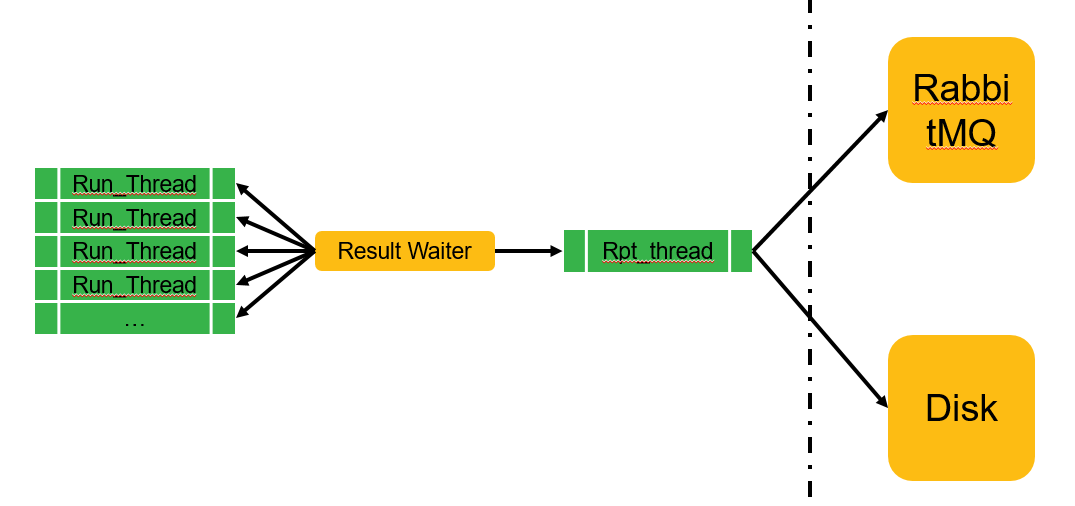 Run_Thread
Run_Thread
Run_Thread
Run_Thread
...
Result Waiter
Rpt_thread
Rabbi
tMQ
Disk